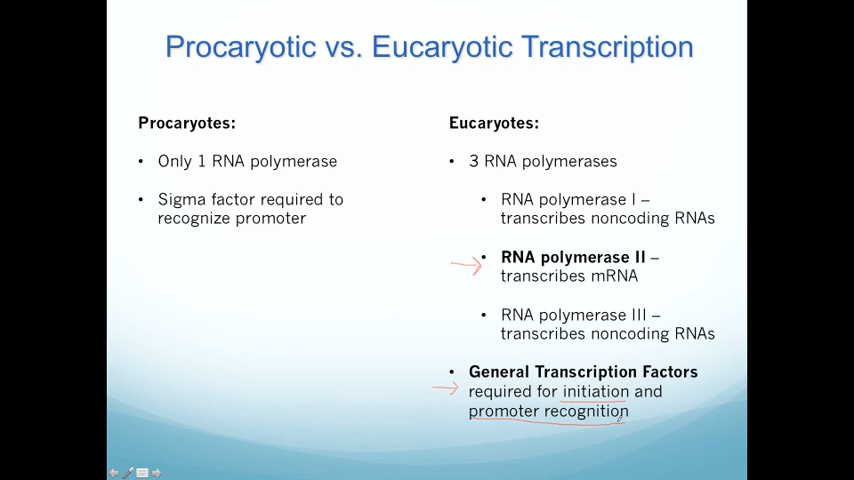 Procaryotic vs. Eucaryotic Transcription
Procaryotes:
• Only 1 RNA polymerase
• Sigma factor required to
recognize promoter
Eucaryotes:
• 3 RNA polymerases
• RNA polymerase I –
transcribes noncoding RNAs
• RNA polymerase II –
transcribes mRNA
• RNA polymerase III –
transcribes noncoding RNAs
• General Transcription Factors
required for initiation and
promoter recognition